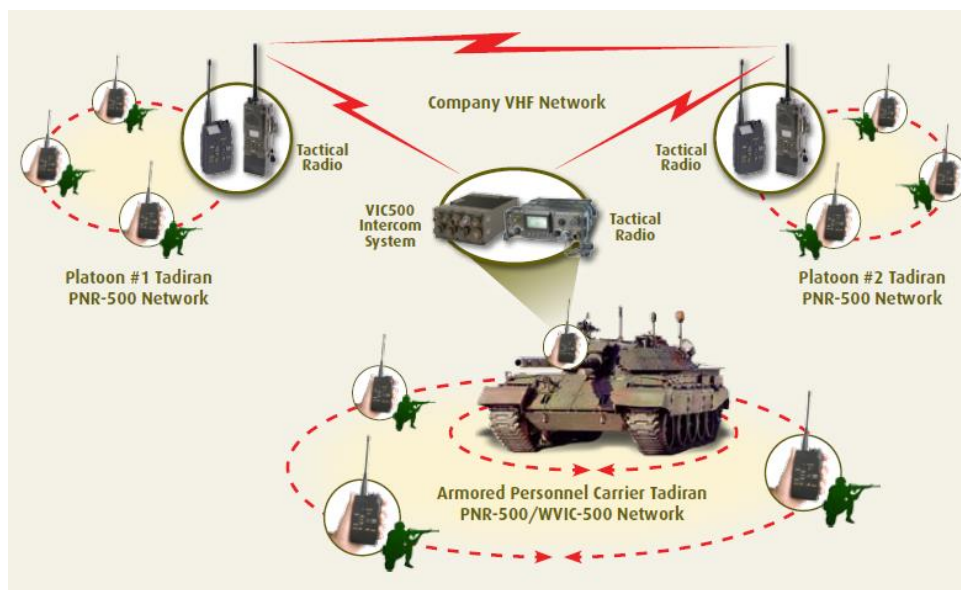 Company VHF Network
Tactical
Radio
Tactical
Radio
VIC500
Intercom
System
Tactical
Radio
Platoon #1 Tadiran
PNR-500 Network
Platoon #2 Tadiran
PNR-500 Network
Armored Personnel Carrier Tadiran
PNR-500/WVIC-500 Network